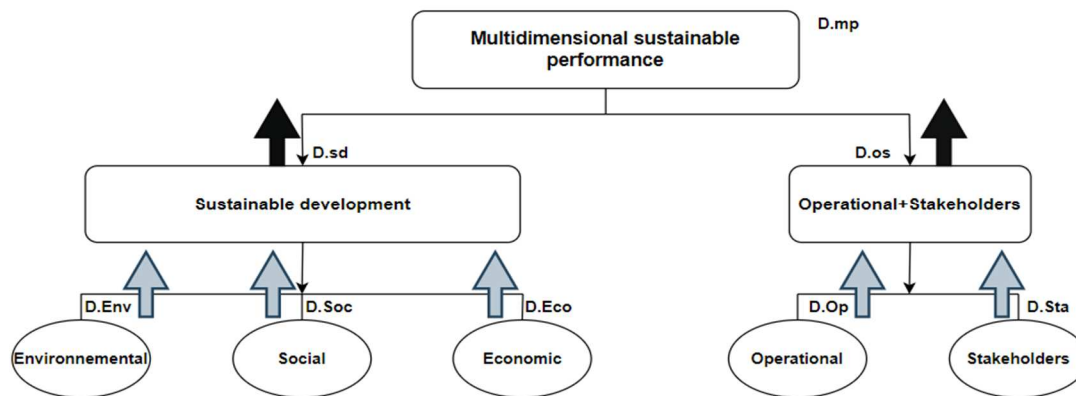 D.mp
Multidimensional sustainable
performance
D.sd
D.os
Sustainable development
Operational+Stakeholders
D.Env
D.Soc
D.Eco
D.Op
D.Sta
Environnemental
Social
Economic
Operational
Stakeholders